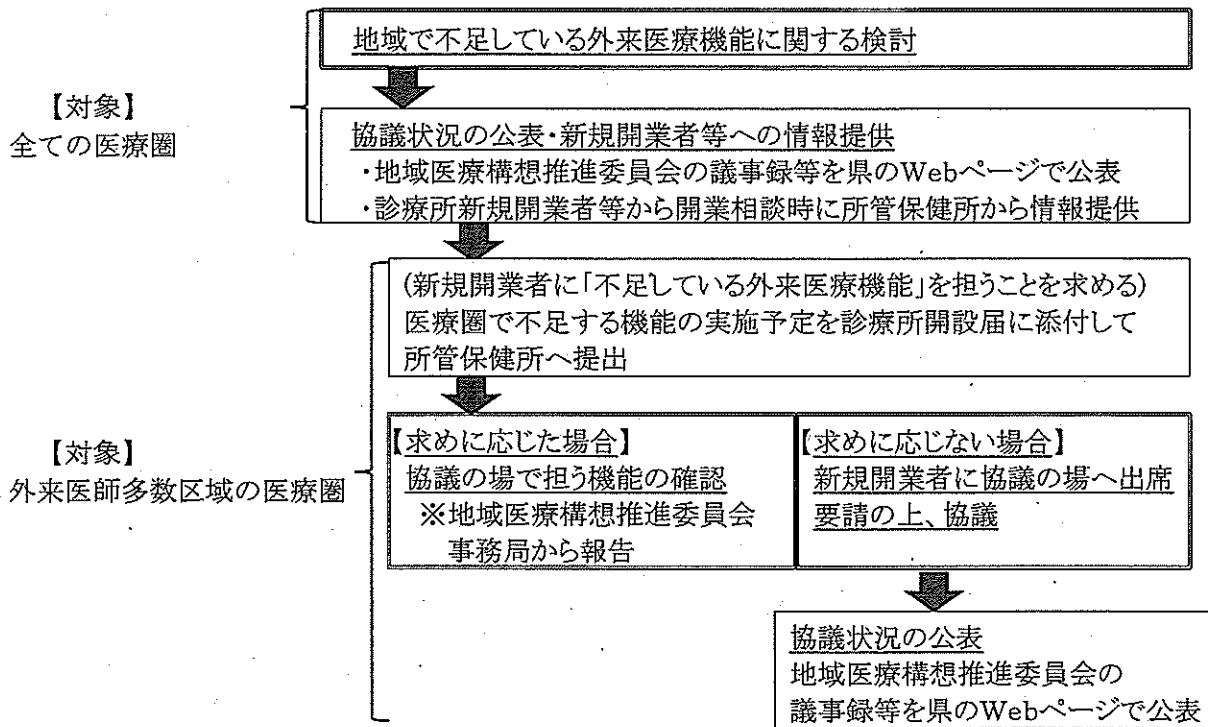 地域で不足している外来医療機能に関する検討
【対象】
全ての医療圏
協議状況の公表・新規開業者等への情報提供
・地域医療構想推進委員会の議事録等を県のWebページで公表
・診療所新規開業者等から開業相談時に所管保健所から情報提供
(新規開業者に「不足している外来医療機能」を担うことを求める)
医療圏で不足する機能の実施予定を診療所開設届に添付して
所管保健所へ提出
【対象】
外来医師多数区域の医療圏
【求めに応じた場合】
協議の場で担う機能の確認
※地域医療構想推進委員会
事務局から報告
【求めに応じない場合】
新規開業者に協議の場へ出席
要請の上、協議
協議状況の公表
地域医療構想推進委員会の
議事録等を県のWebページで公表